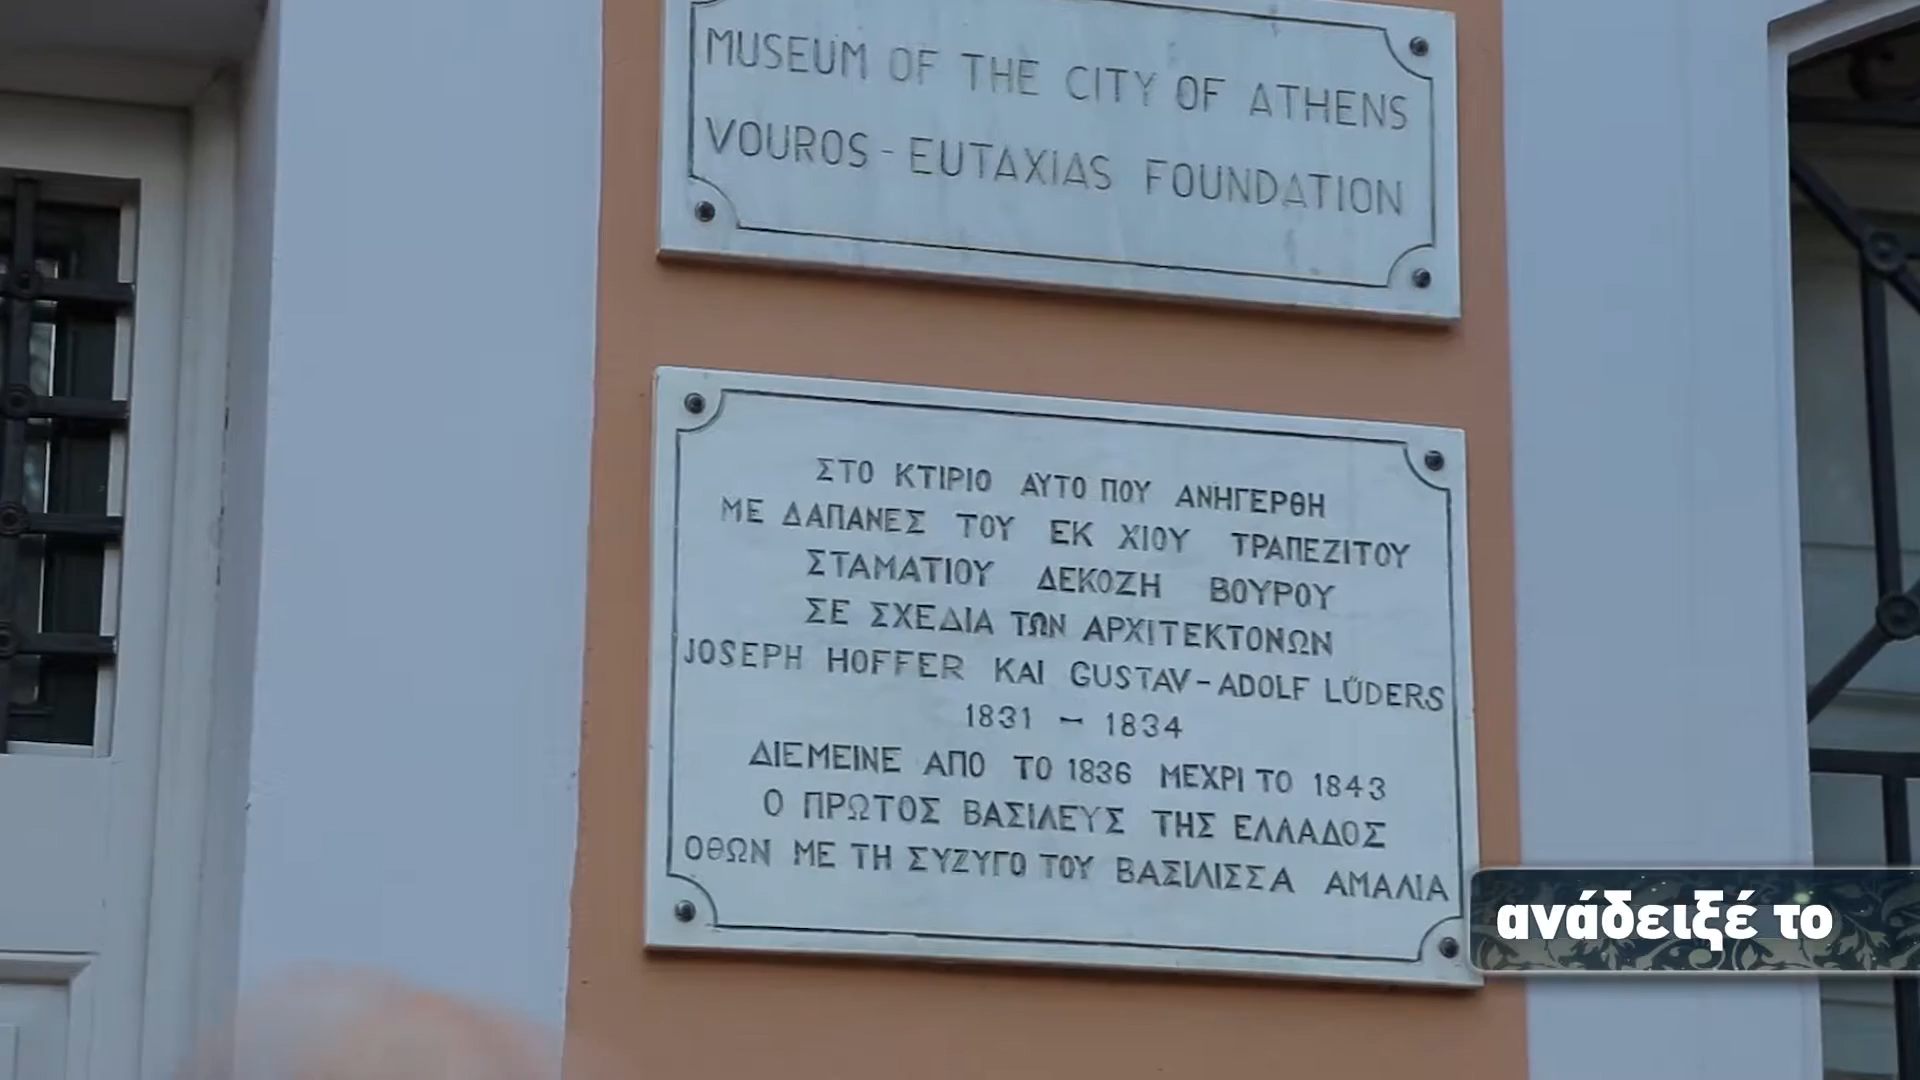 MUSEUM OF THE CITY OF ATHENS
VOUROS - EUTAXIAS FOUNDATION
ΣΤΟ ΚΤΙΡΙΟ ΑΥΤΟ ΠΟΥ ΑΝΗΓΕΡΘΗ
ΜΕ ΔΑΠΑΝΕΣ ΤΟΥ ΕΚ ΧΙΟΥ ΤΡΑΠΕΖΙΤΟΥ
ΣΤΑΜΑΤΙΟΥ ΔΕΚΟΖΗ ΒΟΥΡΟΥ
ΣΕ ΣΧΕΔΙΑ ΤΩΝ ΑΡΧΙΤΕΚΤΟΝΩΝ
JOSEPH HOFFER ΚΑΙ GUSTAV - ADOLF LÜDERS
1831 - 1834
ΔΙΕΜΕΙΝΕ ΑΠΟ ΤΟ 1836 ΜΕΧΡΙ ΤΟ 1843
Ο ΠΡΩΤΟΣ ΒΑΣΙΛΕΥΣ ΤΗΣ ΕΛΛΑΔΟΣ
ΟΘΩΝ ΜΕ ΤΗ ΣΥΖΥΓΟ ΤΟΥ ΒΑΣΙΛΙΣΣΑ ΑΜΑΛΙΑ
ανάδειξέ το